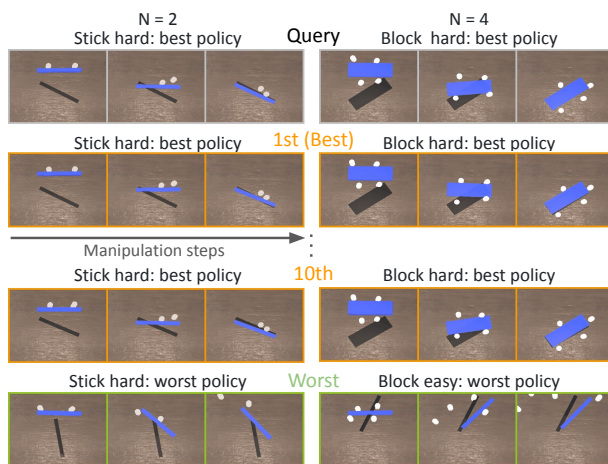 N = 2
N = 4
Stick hard: best policy
Query
Block hard: best policy
Stick hard: best policy
1st (Best)
Block hard: best policy
Manipulation steps
Stick hard: best policy
10th
Block hard: best policy
Stick hard: worst policy
Worst
Block easy: worst policy